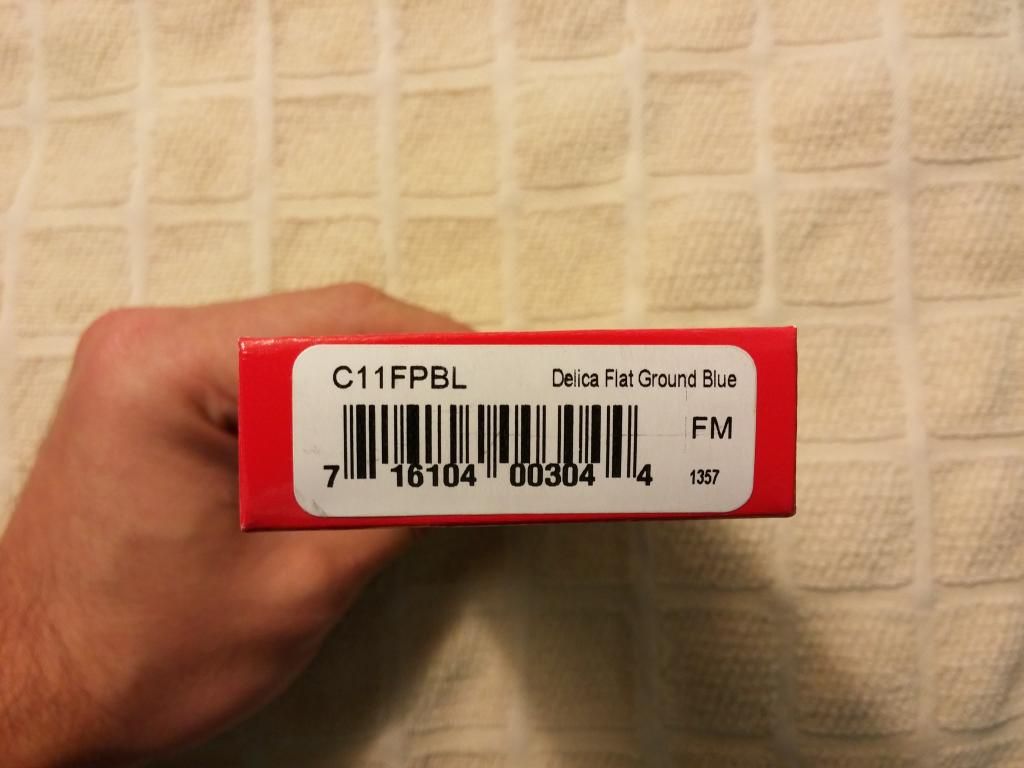 C11FPBL Delica Flat Ground Blue
FM
7 16104 00304 4 1357